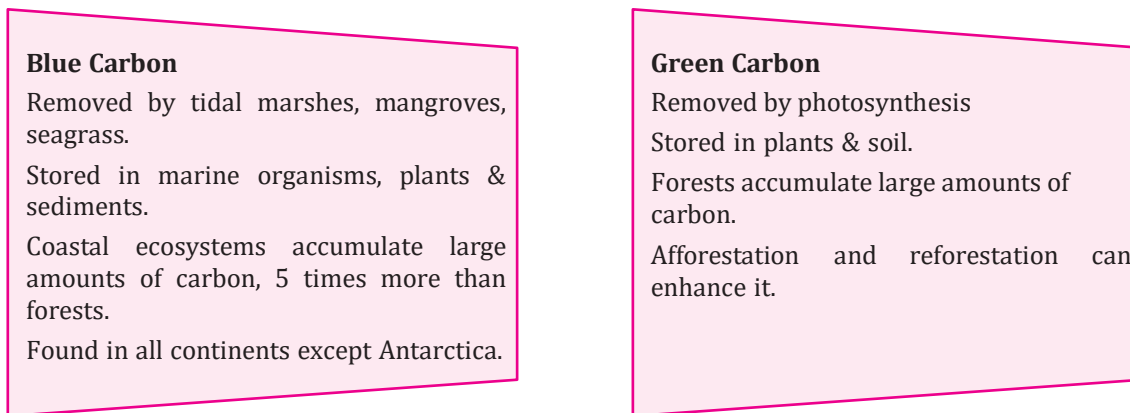 Blue Carbon
Removed by tidal marshes, mangroves,
seagrass.
Stored in marine organisms, plants &
sediments.
Coastal ecosystems accumulate large
amounts of carbon, 5 times more than
forests.
Found in all continents except Antarctica.
Green Carbon
Removed by photosynthesis
Stored in plants & soil.
Forests accumulate large amounts of
carbon.
Afforestation and reforestation can
enhance it.